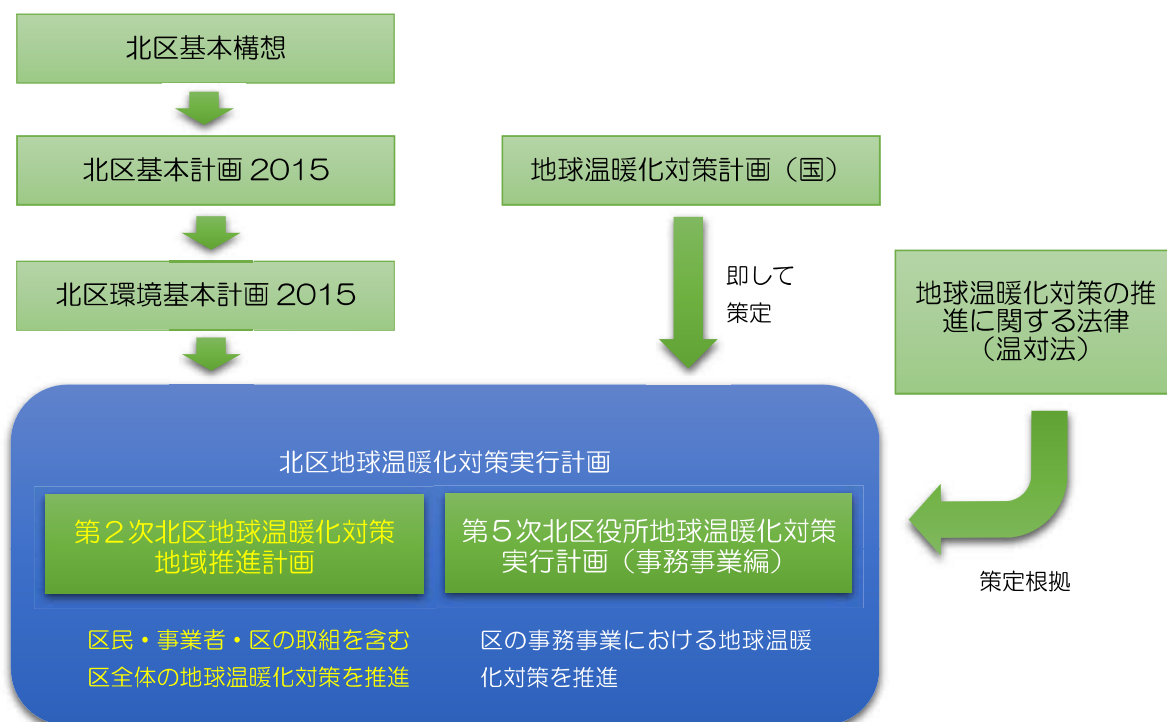 北区基本構想
北区基本計画 2015
地球温暖化対策計画（国）
北区環境基本計画 2015
即して
策定
地球温暖化対策の推
進に関する法律
（温対法）
北区地球温暖化対策実行計画
第２次北区地球温暖化対策
地域推進計画
第５次北区役所地球温暖化対策
実行計画（事務事業編）
策定根拠
区民・事業者・区の取組を含む
区全体の地球温暖化対策を推進
区の事務事業における地球温暖
化対策を推進